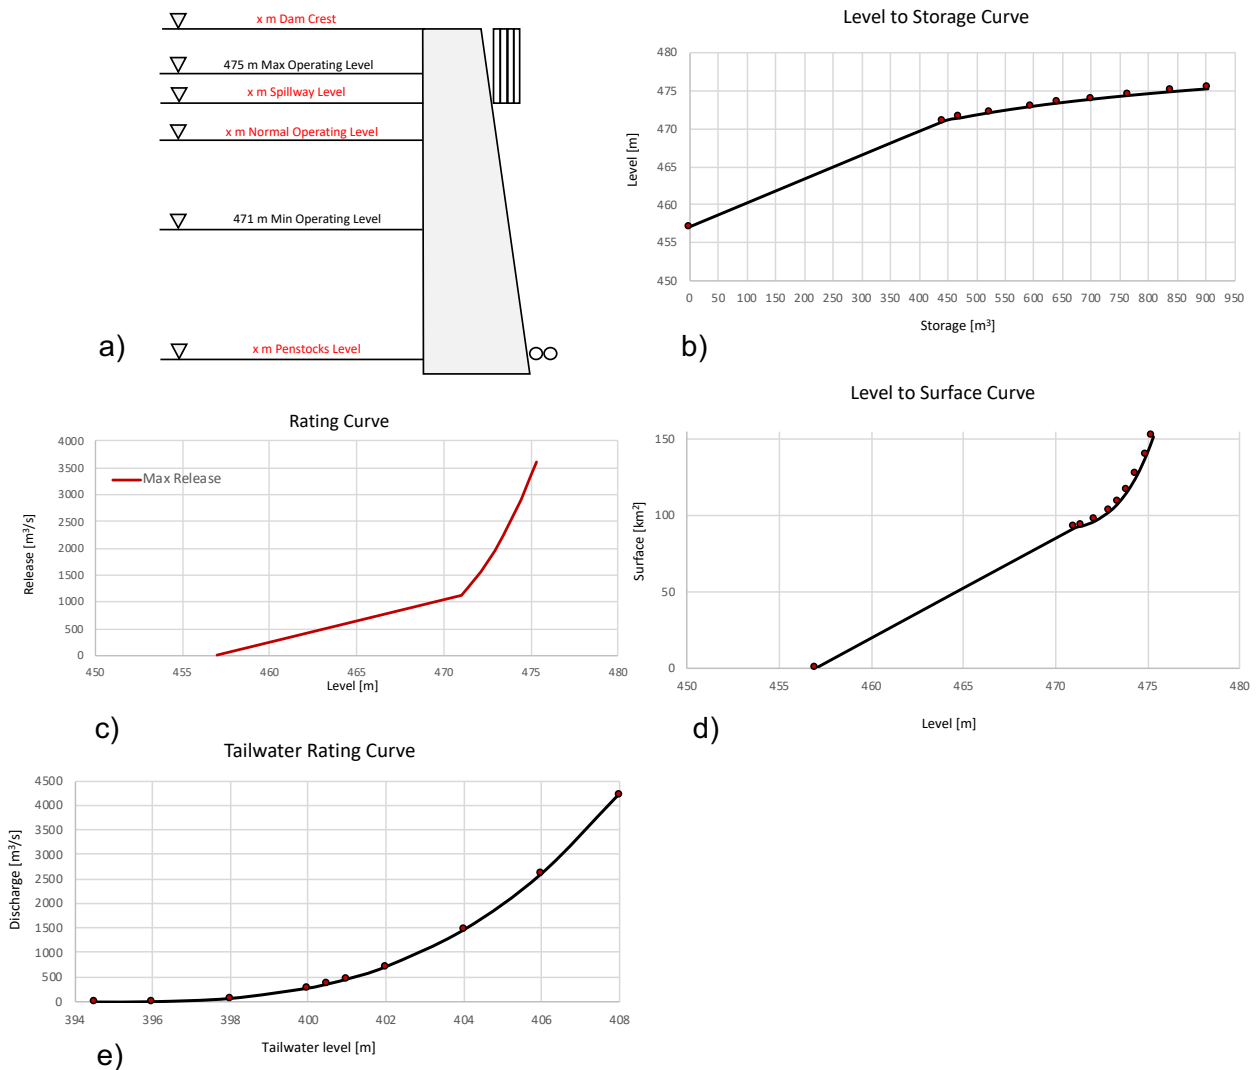 x m Dam Crest
475 m Max Operating Level
x m Spillway Level
x m Normal Operating Level
471 m Min Operating Level
x m Penstocks Level
a)
Level to Storage Curve
Level [m]
480
475
470
465
460
455
450
0 50 100 150 200 250 300 350 400 450 500 550 600 650 700 750 800 850 900 950
Storage [m³]
b)
Rating Curve
Release [m³/s]
4000
3500
3000
2500
2000
1500
1000
500
0
Max Release
450 455 460 465 470 475 480
Level [m]
c)
Level to Surface Curve
Surface [km²]
150
100
50
0
450 455 460 465 470 475 480
Level [m]
d)
Tailwater Rating Curve
Discharge [m³/s]
4500
4000
3500
3000
2500
2000
1500
1000
500
0
394 396 398 400 402 404 406 408
Tailwater level [m]
e)